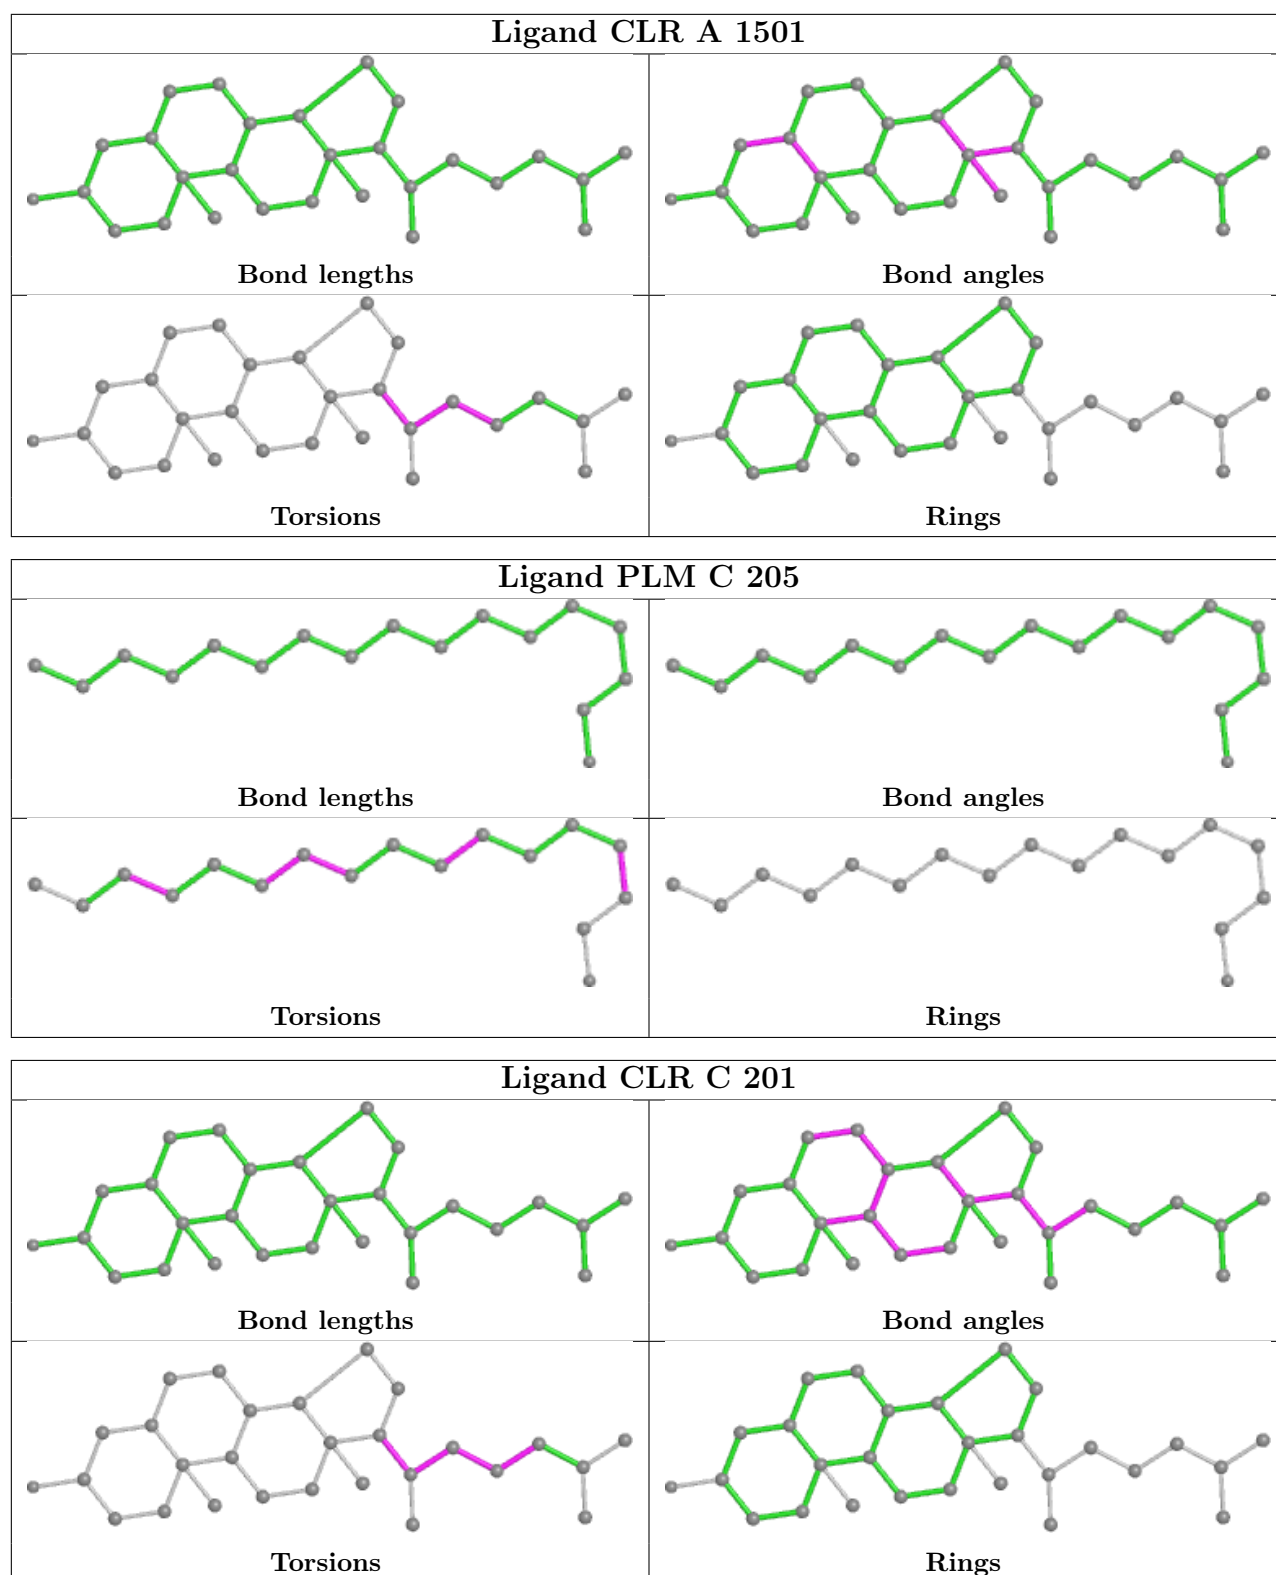 Ligand CLR A 1501
Bond lengths
Bond angles
Torsions
Rings
Ligand PLM C 205
Bond lengths
Bond angles
Torsions
Rings
Ligand CLR C 201
Bond lengths
Bond angles
Torsions
Rings